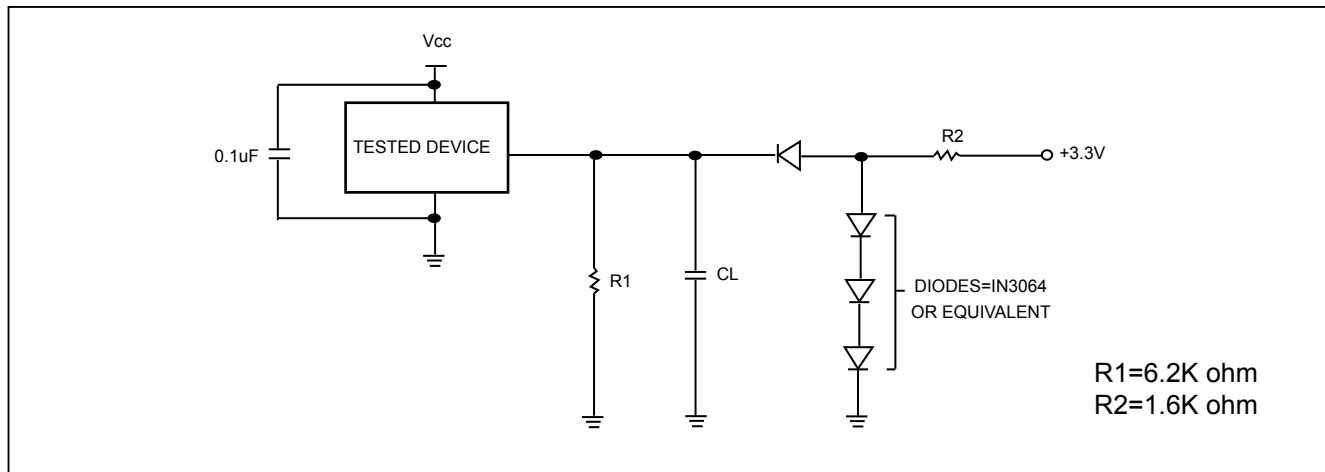 Vcc
0.1uF
TESTED DEVICE
R2
+3.3V
R1
CL
DIODES=IN3064
OR EQUIVALENT
R1=6.2K ohm
R2=1.6K ohm